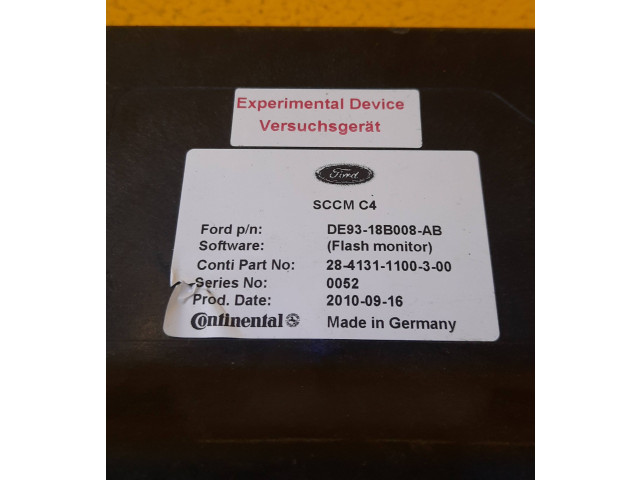 Experimental Device
Versuchsgerät
Ford
SCCM C4
Ford p/n: DE93-18B008-AB
Software: (Flash monitor)
Conti Part No: 28-4131-1100-3-00
Series No: 0052
Prod. Date: 2010-09-16
Continental Made in Germany